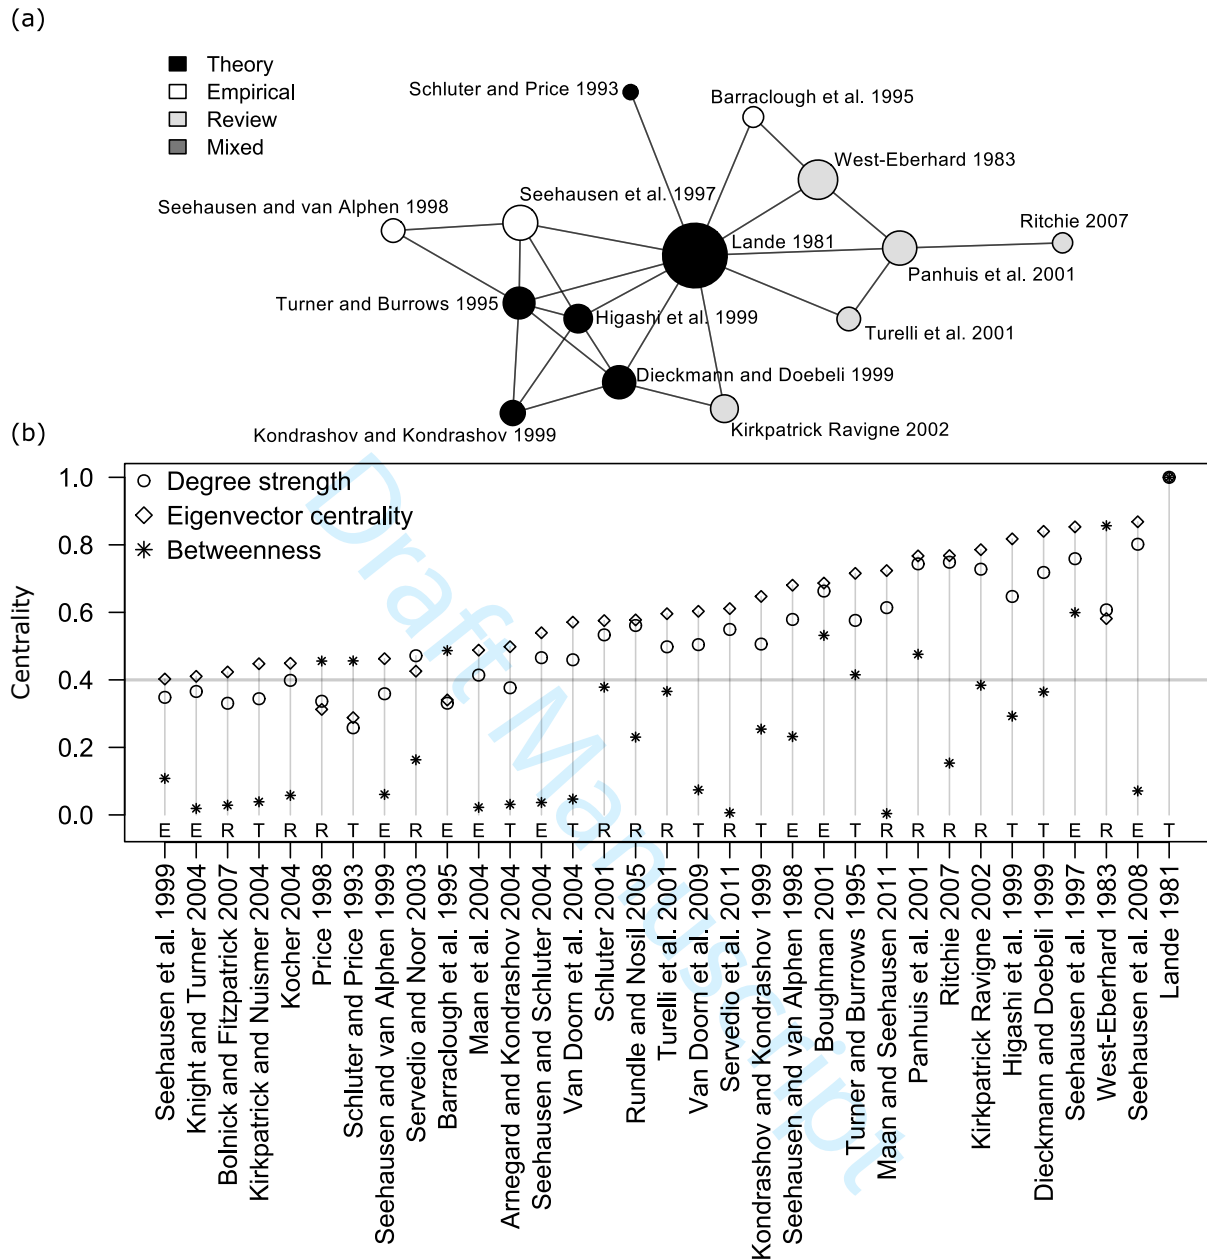 (a)
Theory
Empirical
Review
Mixed
Schluter and Price 1993
Barraclough et al. 1995
West-Eberhard 1983
Seehausen et al. 1997
Seehausen and van Alphen 1998
Ritchie 2007
Lande 1981
Panhuis et al. 2001
Turner and Burrows 1995
Higashi et al. 1999
Turelli et al. 2001
Dieckmann and Doebeli 1999
Kirkpatrick Ravigne 2002
Kondrashov and Kondrashov 1999
(b)
Degree strength
Eigenvector centrality
Betweenness
Centrality
1.0
0.8
0.6
0.4
0.2
0.0
E E R T R R T E R E E T E T R R R T R T E E T R R R R T T E R E T
Seehausen et al. 1999
Knight and Turner 2004
Bolnick and Fitzpatrick 2007
Kirkpatrick and Nuismer 2004
Kocher 2004
Price 1998
Schluter and Price 1993
Seehausen and van Alphen 1999
Servedio and Noor 2003
Barraclough et al. 1995
Maan et al. 2004
Arnegard and Kondrashov 2004
Seehausen and Schluter 2004
Van Doorn et al. 2004
Schluter 2001
Rundle and Nosil 2005
Turelli et al. 2001
Van Doorn et al. 2009
Servedio et al. 2011
Kondrashov and Kondrashov 1999
Seehausen and van Alphen 1998
Boughman 2001
Turner and Burrows 1995
Maan and Seehausen 2011
Panhuis et al. 2001
Ritchie 2007
Kirkpatrick Ravigne 2002
Higashi et al. 1999
Dieckmann and Doebeli 1999
Seehausen et al. 1997
West-Eberhard 1983
Seehausen et al. 2008
Lande 1981
Draft Manuscript